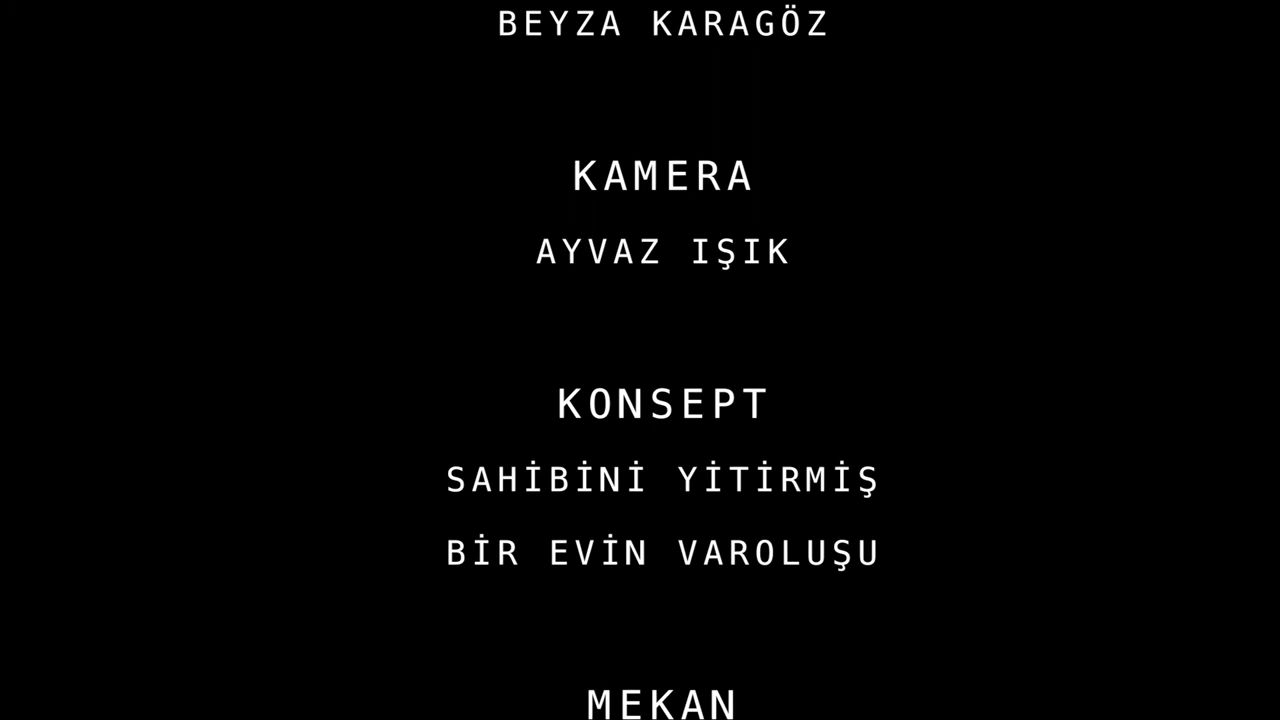 BEYZA KARAGÖZ
KAMERA
AYVAZ IŞIK
KONSEPT
SAHİBİNİ YİTİRMİŞ
BİR EVİN VAROLUŞU
MEKAN